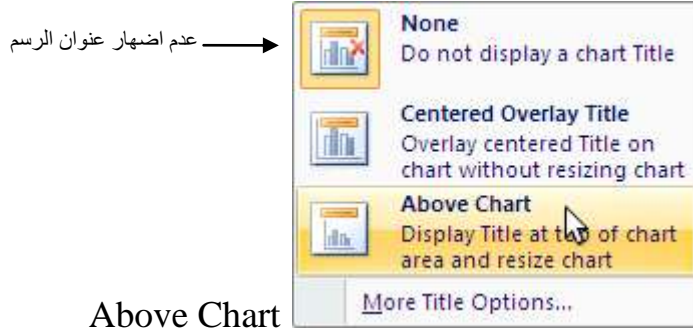 None
عدم اضهار عنوان الرسم
Do not display a chart Title
Centered Overlay Title
Overlay centered Title on
chart without resizing chart
Above Chart
Display Title at top of chart
area and resize chart
More Title Options...
Above Chart